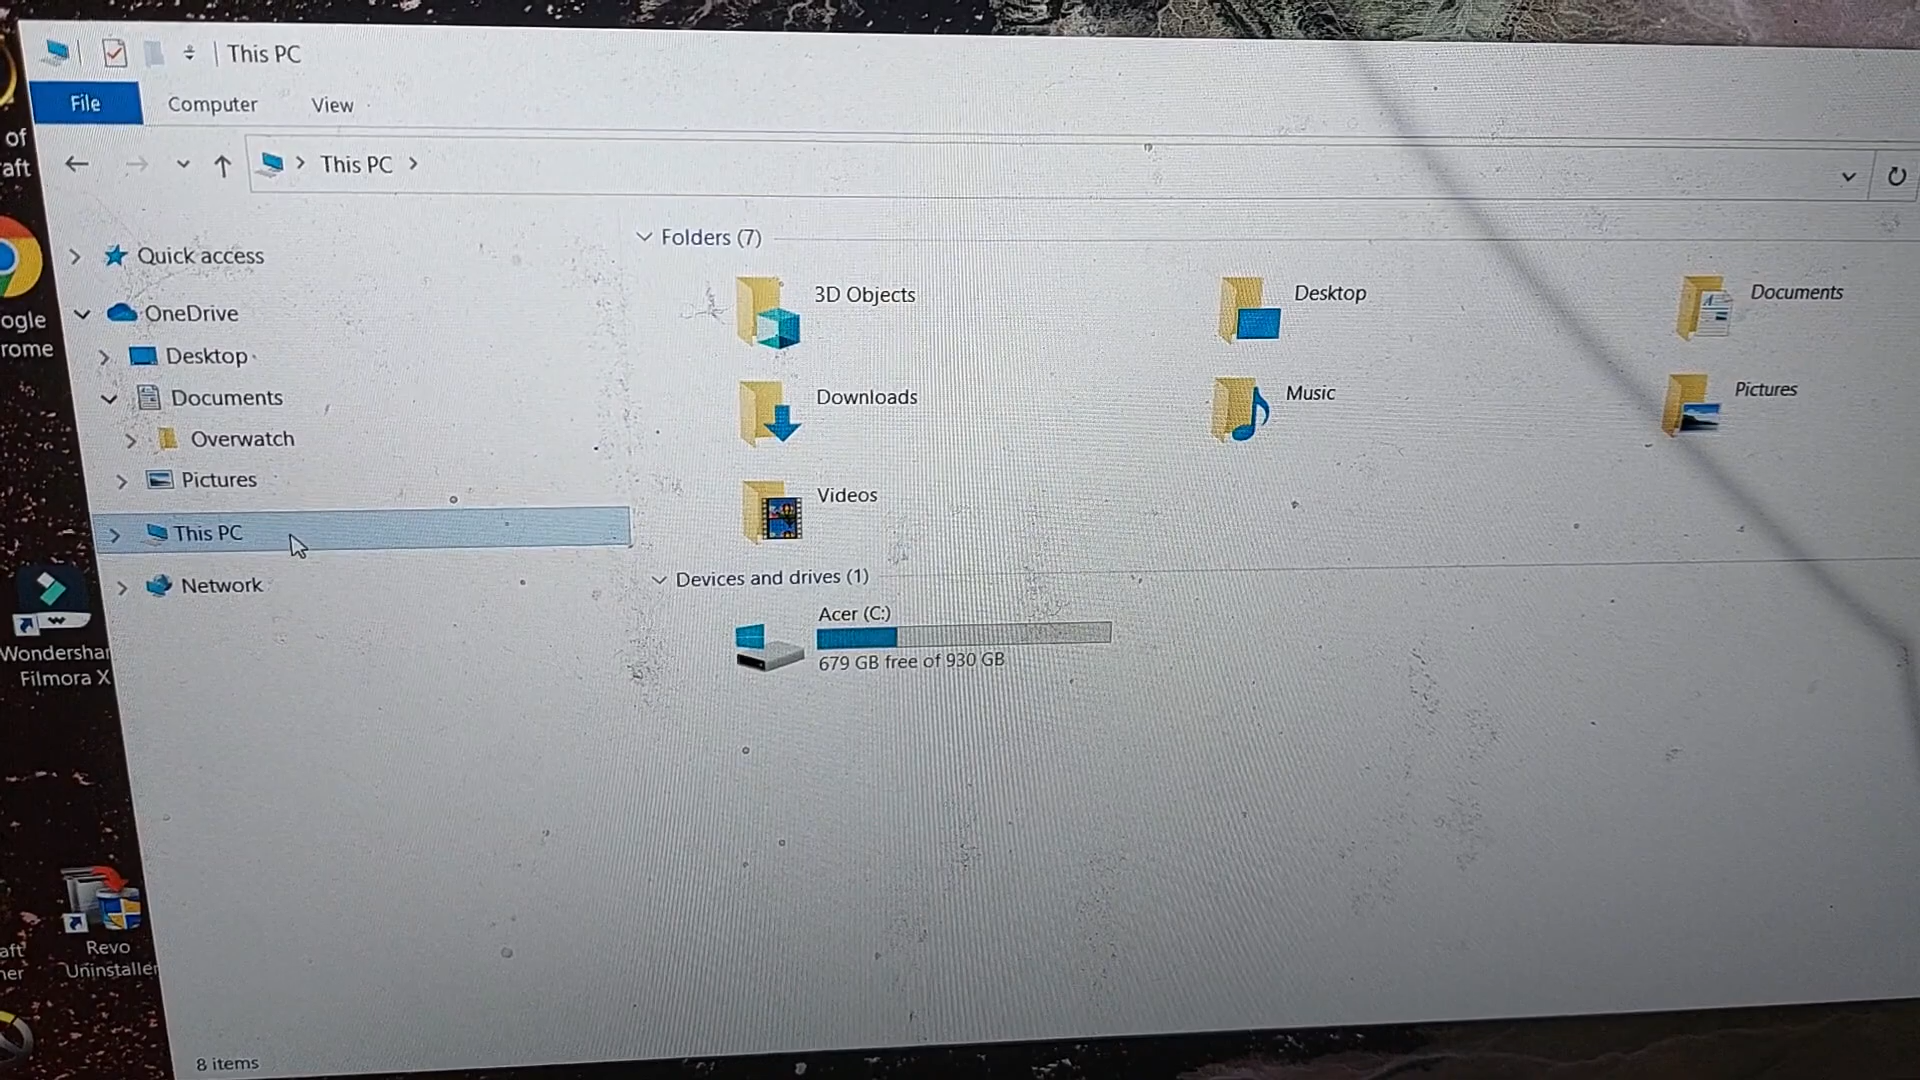 This PC
File
Computer
View
This PC
Quick access
OneDrive
Desktop
Documents
Overwatch
Pictures
This PC
Network
Folders (7)
3D Objects
Desktop
Documents
Downloads
Music
Pictures
Videos
Devices and drives (1)
Acer (C:)
679 GB free of 930 GB
8 items
of
aft
ogle
rome
Wondershar
Filmora X
Revo
Uninstaller
aft
ner